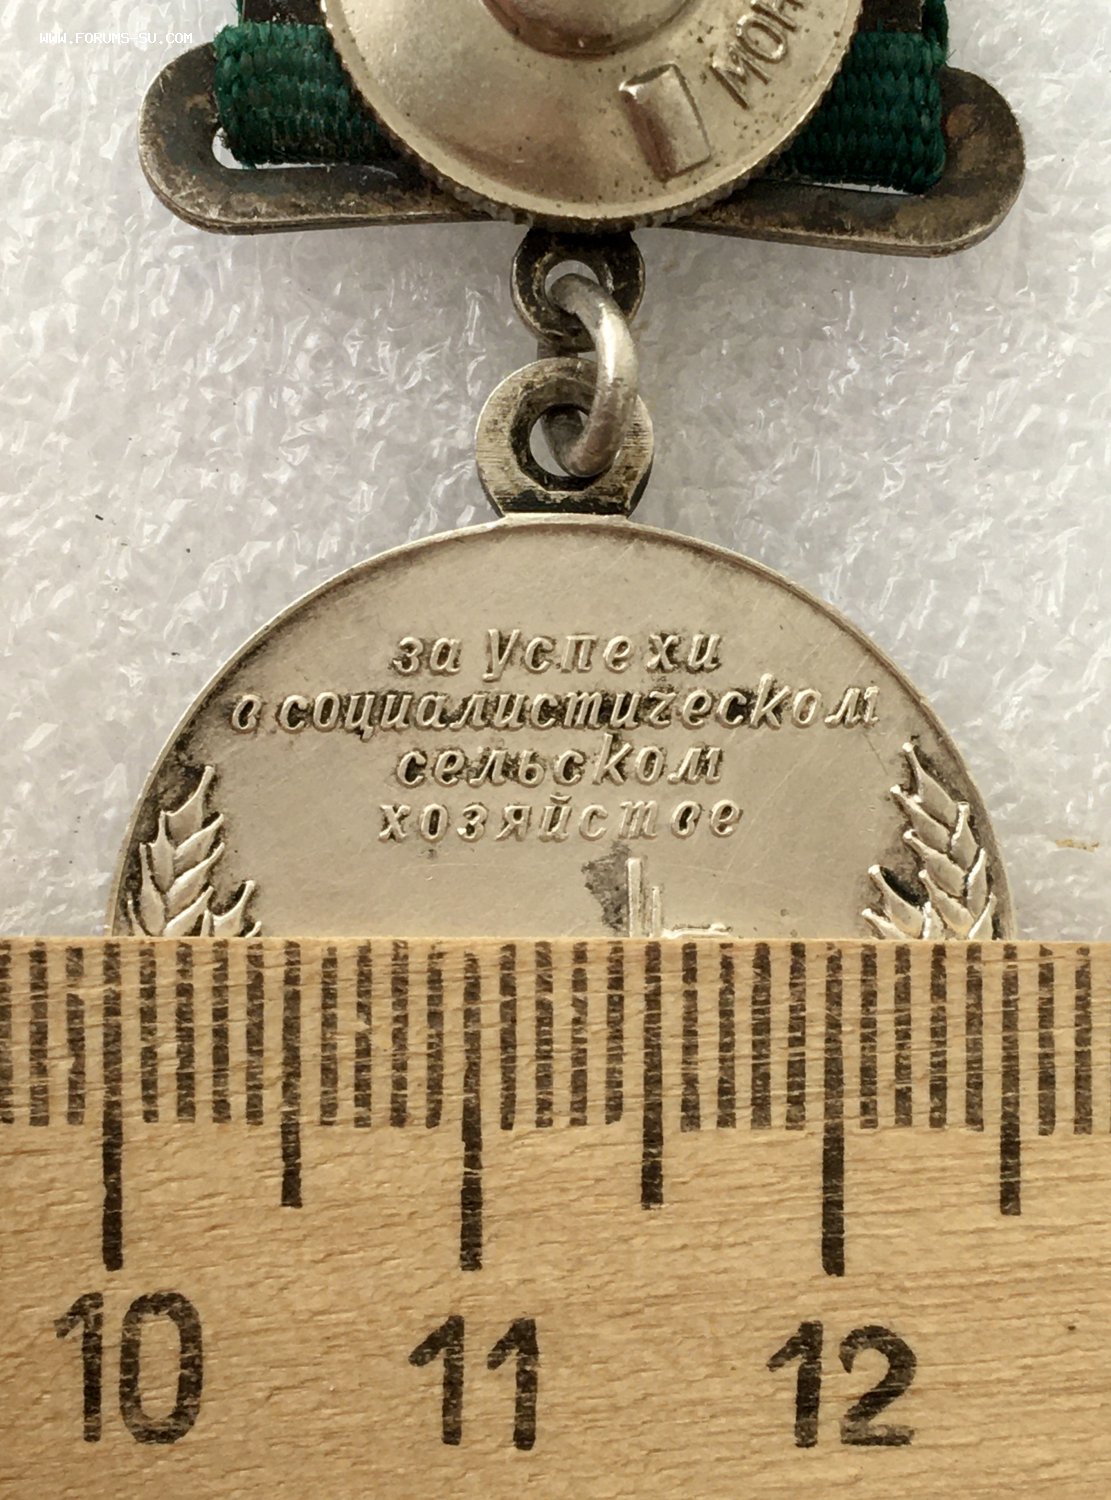 WWW.FORUMS-SU.COM
МОН
за успехи
в социалистическом
сельском
хозяйстве
10 11 12